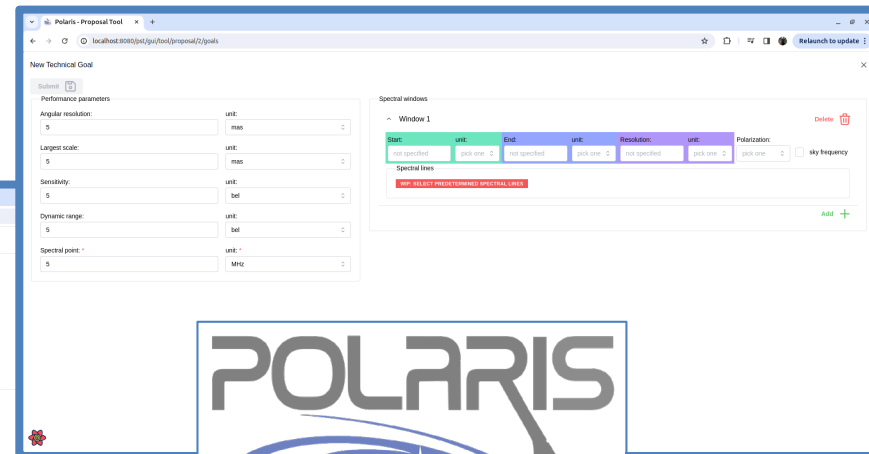 Polaris - Proposal Tool
localhost:8080/pst/gui/tool/proposal/2/goals
Relaunch to update
New Technical Goal
Submit
Performance parameters
Angular resolution:
unit:
5
mas
Largest scale:
unit:
5
mas
Sensitivity:
unit:
5
bel
Dynamic range:
unit:
5
bel
Spectral point: *
unit: *
5
MHz
Spectral windows
Window 1
Delete
Start:
unit:
End:
unit:
Resolution:
unit:
Polarization:
not specified
pick one
not specified
pick one
not specified
pick one
pick one
sky frequency
Spectral lines
WIP: SELECT PREDETERMINED SPECTRAL LINES
Add
POLARIS